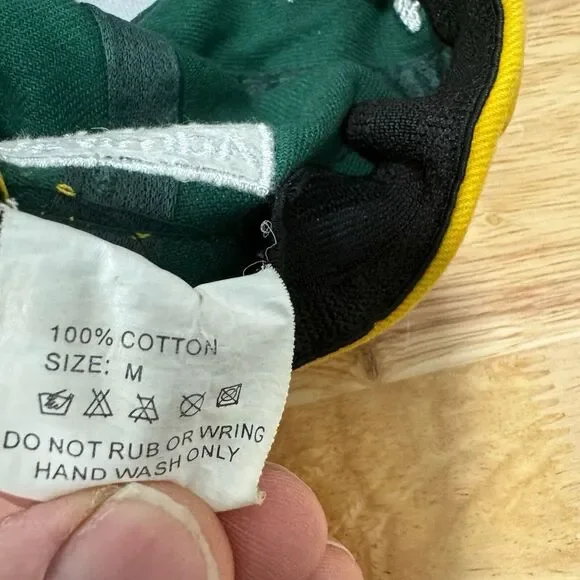 100% COTTON
SIZE: M
DO NOT RUB OR WRING
HAND WASH ONLY